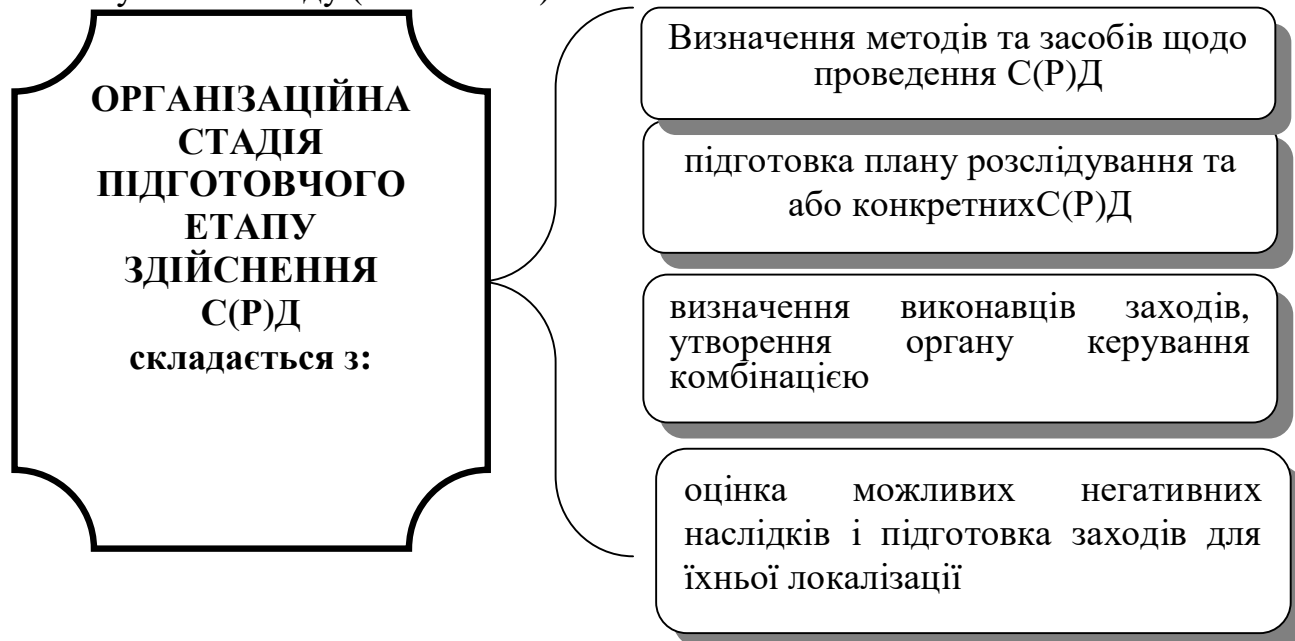 ОРГАНІЗАЦІЙНА
СТАДІЯ
ПІДГОТОВЧОГО
ЕТАПУ
ЗДІЙСНЕННЯ
С(Р)Д
складається з:
Визначення методів та засобів щодо
проведення С(Р)Д
підготовка плану розслідування та
або конкретнихС(Р)Д
визначення виконавців заходів,
утворення органу керування
комбінацією
оцінка можливих негативних
наслідків і підготовка заходів для
їхньої локалізації